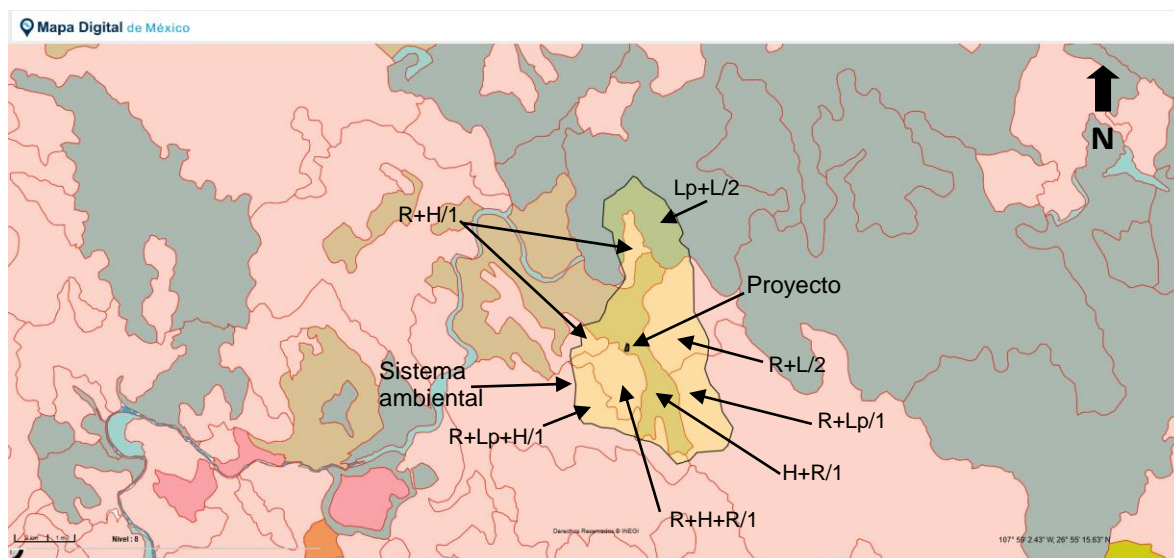 Mapa Digital de México
N
Lp+L/2
R+H/1
Proyecto
Sistema
ambiental
R+L/2
R+Lp+H/1
R+Lp/1
H+R/1
R+H+R/1
Derechos Reservados © INEGI
Nivel : 8
107° 59' 2.43" W, 26° 55' 15.63" N